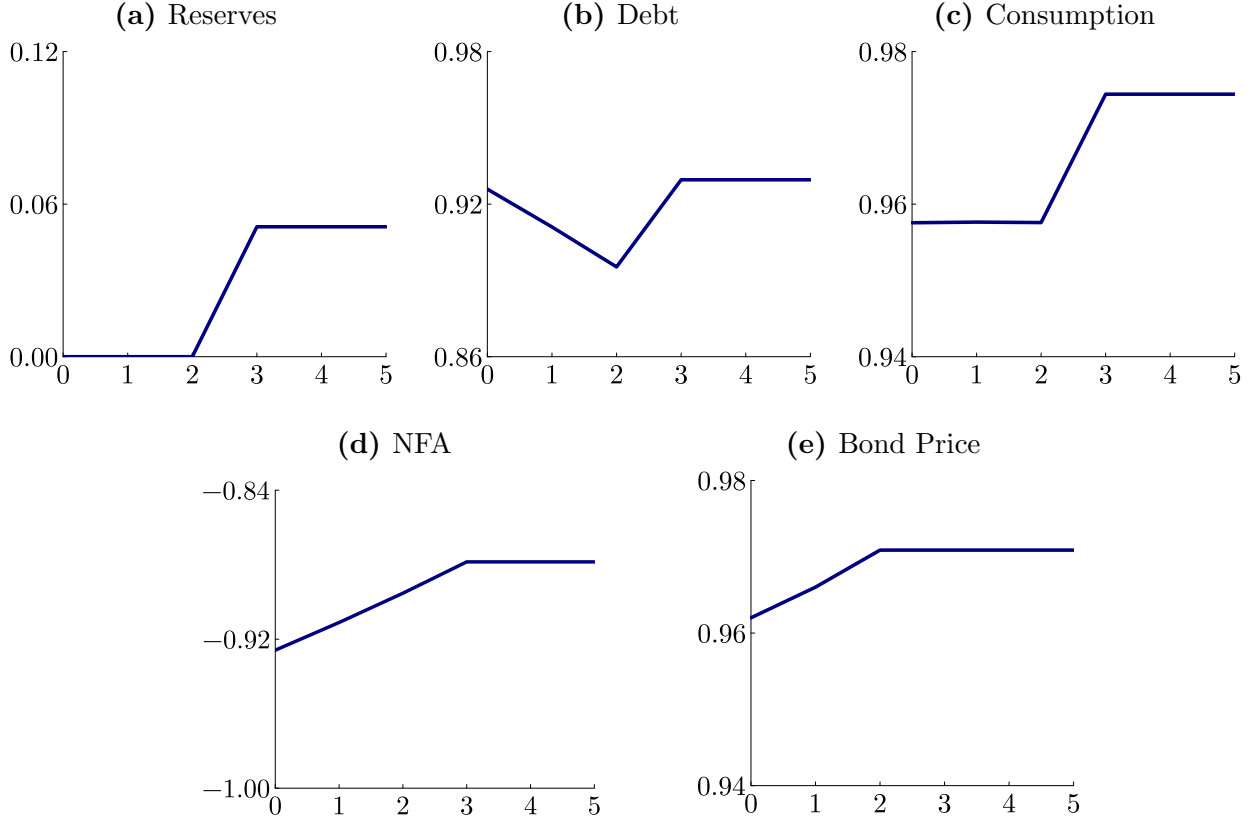 (a) Reserves
0.12
0.06
0.00
0 1 2 3 4 5
(b) Debt
0.98
0.92
0.86
0 1 2 3 4 5
(c) Consumption
0.98
0.96
0.94
0 1 2 3 4 5
(d) NFA
−0.84
−0.92
−1.00
0 1 2 3 4 5
(e) Bond Price
0.98
0.96
0.94
0 1 2 3 4 5